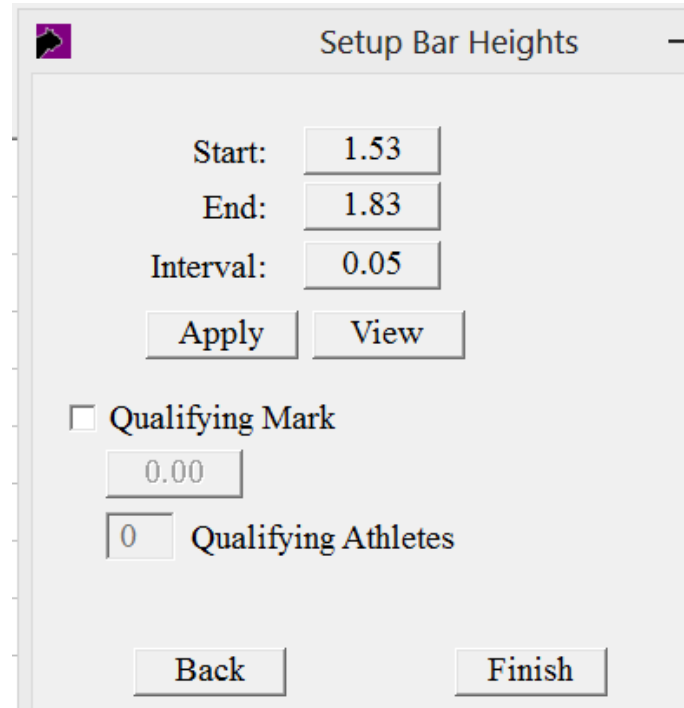 Setup Bar Heights
Start: 1.53
End: 1.83
Interval: 0.05
Apply View
Qualifying Mark
0.00
0 Qualifying Athletes
Back Finish